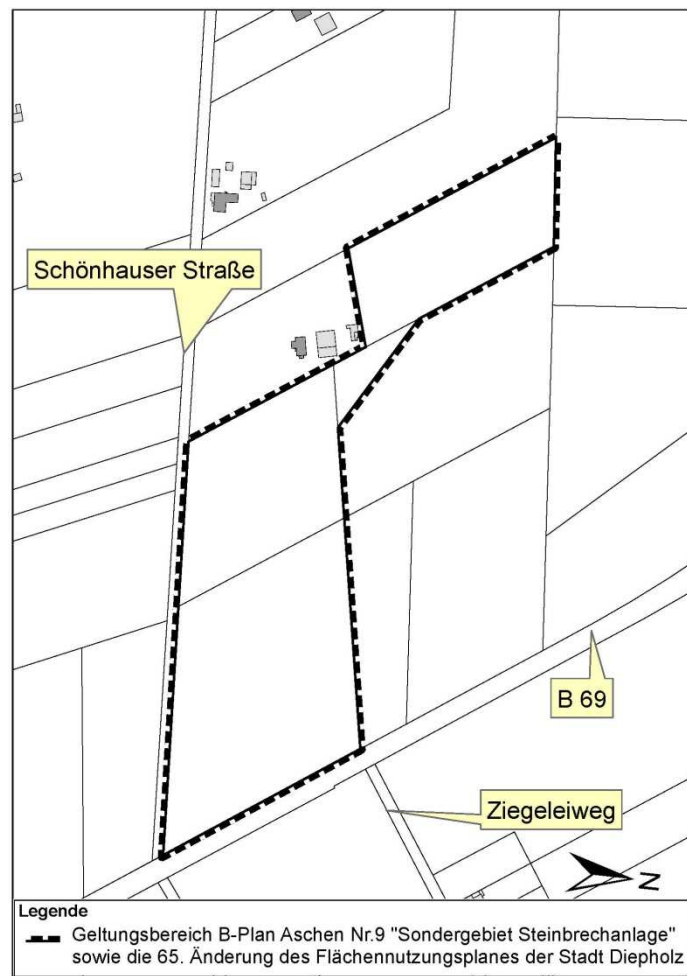 Schönhauser Straße
B 69
Ziegeleiweg
N
Legende
Geltungsbereich B-Plan Aschen Nr.9 "Sondergebiet Steinbrechanlage"
sowie die 65. Änderung des Flächennutzungsplanes der Stadt Diepholz